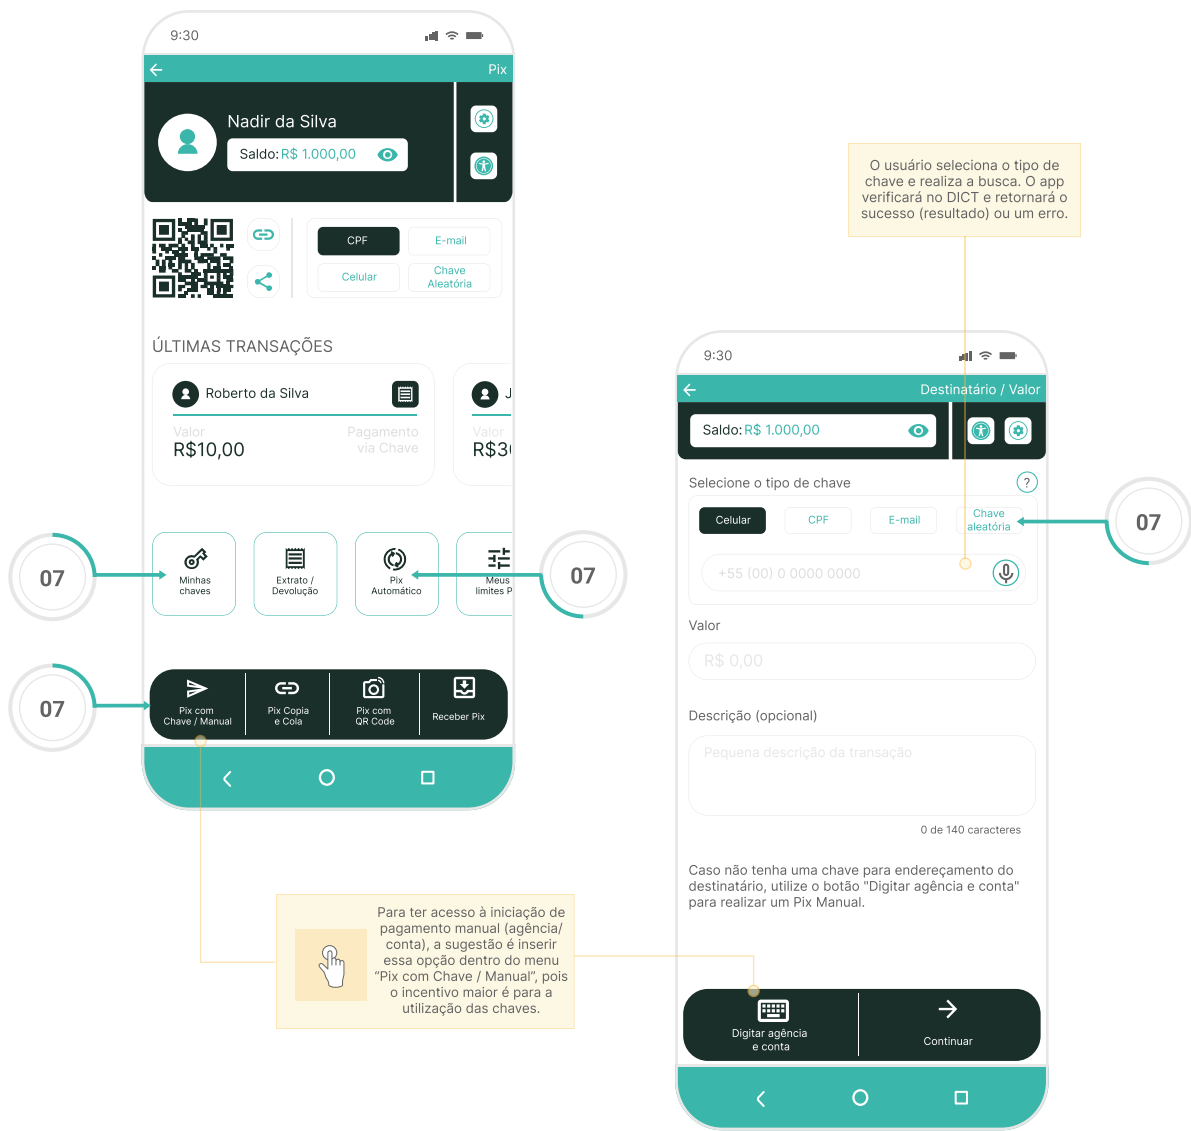 9:30
Pix
Nadir da Silva
Saldo: R$ 1.000,00
CPF
E-mail
Celular
Chave
Aleatória
ÚLTIMAS TRANSAÇÕES
Roberto da Silva
Valor
R$10,00
Pagamento
via Chave
J
Valor
R$3
Minhas
chaves
Extrato /
Devolução
Pix
Automático
Meus
limites P
07
07
07
Pix com
Chave / Manual
Pix Copia
e Cola
Pix com
QR Code
Receber Pix
Para ter acesso à iniciação de
pagamento manual (agência/
conta), a sugestão é inserir
essa opção dentro do menu
“Pix com Chave / Manual”, pois
o incentivo maior é para a
utilização das chaves.
O usuário seleciona o tipo de
chave e realiza a busca. O app
verificará no DICT e retornará o
sucesso (resultado) ou um erro.
9:30
Destinatário / Valor
Saldo: R$ 1.000,00
Selecione o tipo de chave
?
Celular
CPF
E-mail
Chave
aleatória
07
+55 (00) 0 0000 0000
Valor
R$ 0,00
Descrição (opcional)
Pequena descrição da transação
0 de 140 caracteres
Caso não tenha uma chave para endereçamento do
destinatário, utilize o botão "Digitar agência e conta"
para realizar um Pix Manual.
Digitar agência
e conta
Continuar